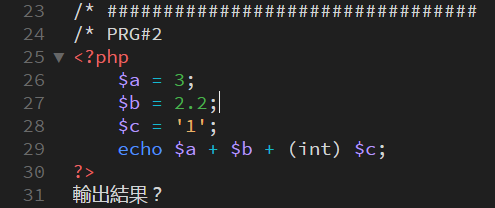 23 /* #################################
24 /* PRG#2
25 ▼ <?php
26 $a = 3;
27 $b = 2.2;
28 $c = '1';
29 echo $a + $b + (int) $c;
30 ?>
31 輸出結果？